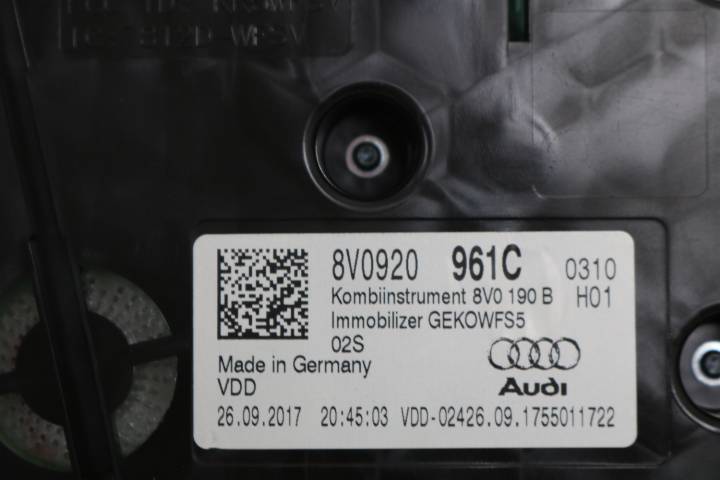 8V0920 961C 0310
Kombiinstrument 8V0 190 B H01
Immobilizer GEKOWFS5
02S
Made in Germany
Audi
VDD
26.09.2017 20:45:03 VDD-02426.09.1755011722